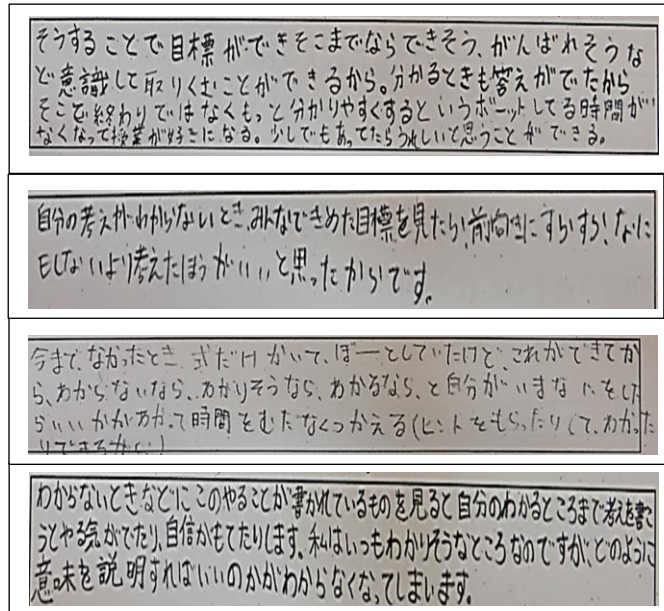 そうすることで目標ができそこまでならできそう、がんばれそうな
ど意識して取りくむことができるから。分かるときも答えがでたから
そこで終わりではなくもっと分かりやすくするというボーットしてる時間が
なくなって授業が好きになる。少しでもあってたらうれしいと思うことができる。
自分の考えがわからないとき、みんなできめた目標を見たら、前向きにすらすら、なに
もしないより考えたほうがいいと思ったからです。
今まで、なかったとき、式だけかいて、ぼーとしていたけど、これができてか
ら、わからないなら、わかりそうなら、わかるなら、と自分がいまなにをした
らいいかがわかって時間をむだなくつかえる(ヒントをもらったりして、わかった
りできるから)
わからないときなどにこのやることが書かれているものを見ると自分のわかるところまで考えを書こ
うとやる気がでたり、自信がもてたりします。私はいつもわかりそうなところなのですが、どのように
意味を説明すればいいのかがわからなくなってしまいます。